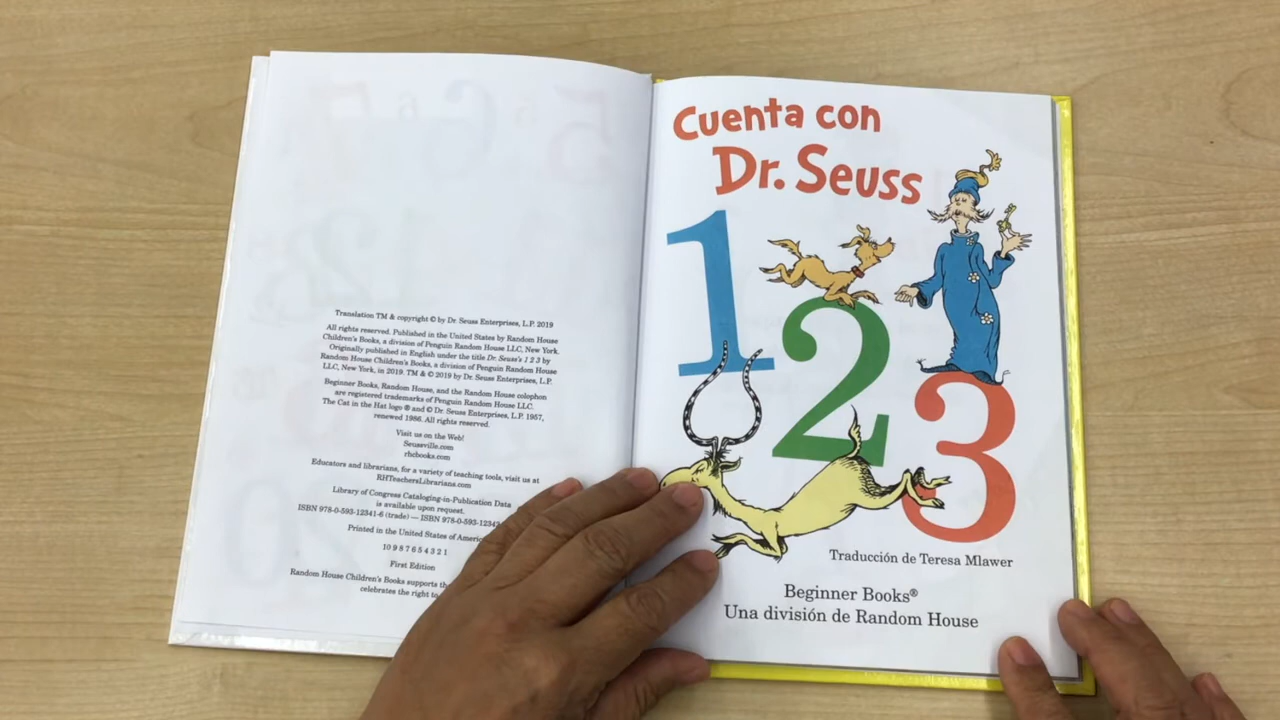 Translation TM & copyright © by Dr. Seuss Enterprises, L.P. 2019
All rights reserved. Published in the United States by Random House
Children's Books, a division of Penguin Random House LLC, New York.
Originally published in English under the title Dr. Seuss's 1 2 3 by
Random House Children's Books, a division of Penguin Random House
LLC, New York, in 2019. TM & © 2019 by Dr. Seuss Enterprises, L.P.
Beginner Books, Random House, and the Random House colophon
are registered trademarks of Penguin Random House LLC.
The Cat in the Hat logo ® and © Dr. Seuss Enterprises, L.P. 1957,
renewed 1986. All rights reserved.
Visit us on the Web!
Seussville.com
rhcbooks.com
Educators and librarians, for a variety of teaching tools, visit us at
RHTeachersLibrarians.com
Library of Congress Cataloging-in-Publication Data
is available upon request.
ISBN 978-0-593-12341-6 (trade) — ISBN 978-0-593-12342
Printed in the United States of
10 9 8 7 6 5 4 3 2 1
First Edition
Random House Children's Books supports
celebrates the right to
Cuenta con
Dr. Seuss
1
2
3
Traducción de Teresa Mlawer
Beginner Books®
Una división de Random House